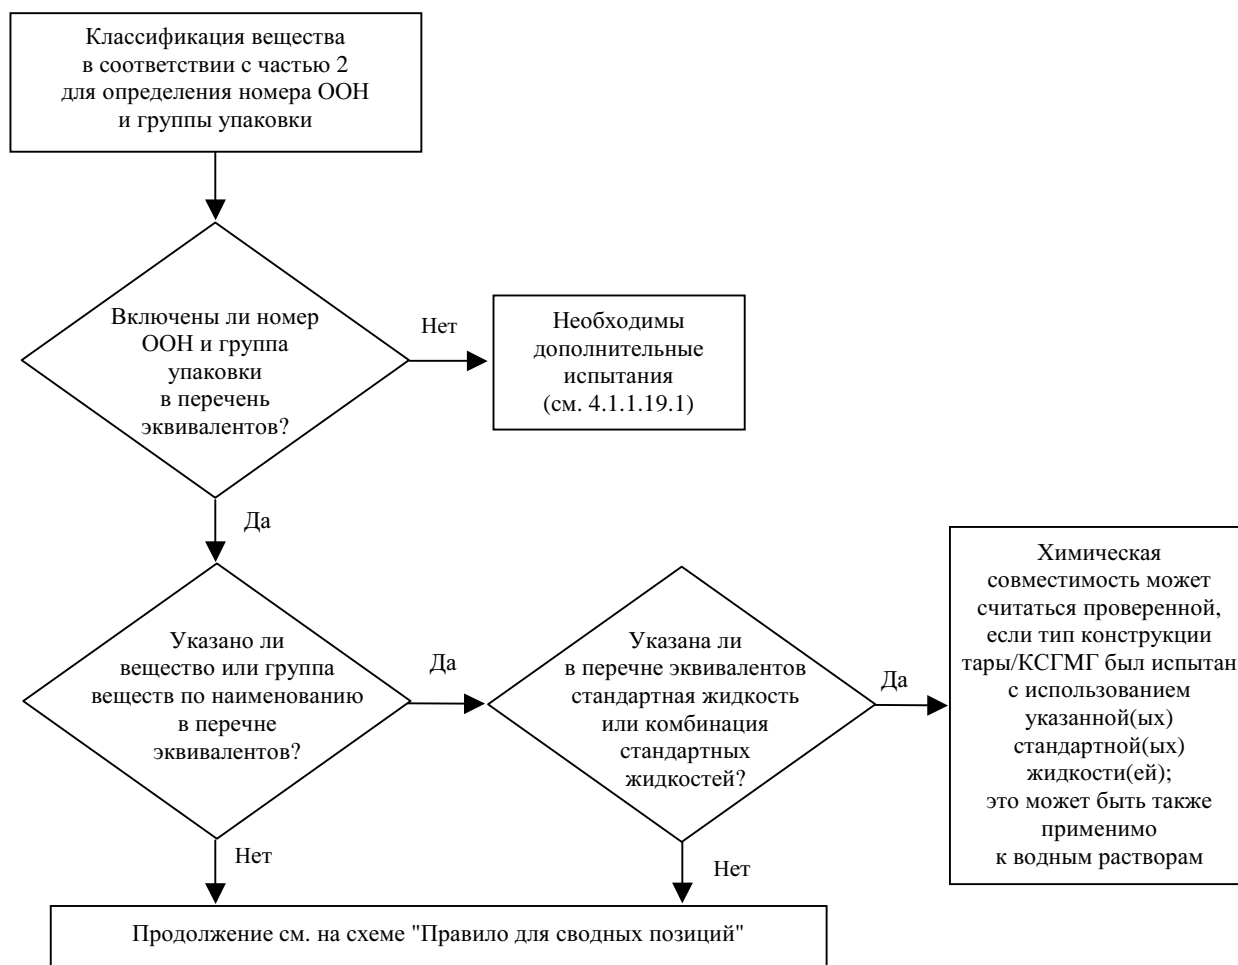 Классификация вещества
в соответствии с частью 2
для определения номера ООН
и группы упаковки
Включены ли номер
ООН и группа
упаковки
в перечень
эквивалентов?
Нет
Необходимы
дополнительные
испытания
(см. 4.1.1.19.1)
Да
Указано ли
вещество или группа
веществ по наименованию
в перечне
эквивалентов?
Да
Указана ли
в перечне эквивалентов
стандартная жидкость
или комбинация
стандартных
жидкостей?
Да
Химическая
совместимость может
считаться проверенной,
если тип конструкции
тары/КСГМГ был испытан
с использованием
указанной(ых)
стандартной(ых)
жидкости(ей);
это может быть также
применимо
к водным растворам
Нет
Нет
Продолжение см. на схеме "Правило для сводных позиций"